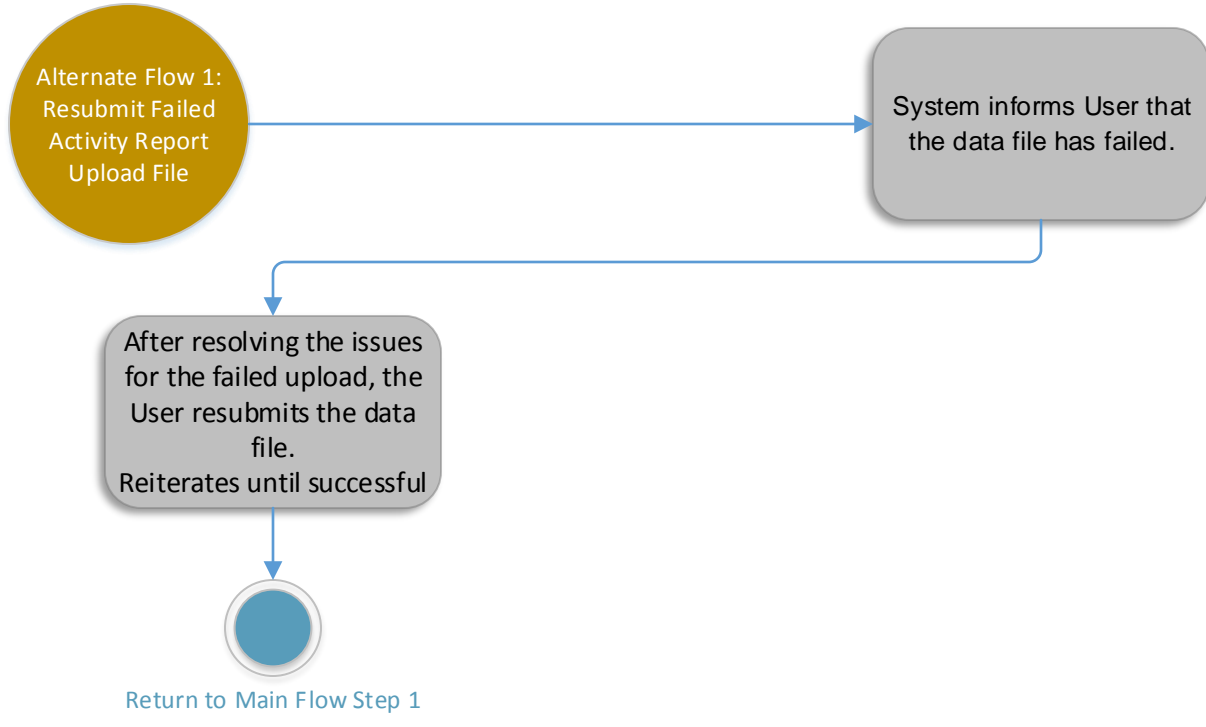 Alternate Flow 1:
Resubmit Failed
Activity Report
Upload File
System informs User that
the data file has failed.
After resolving the issues
for the failed upload, the
User resubmits the data
file.
Reiterates until successful
Return to Main Flow Step 1